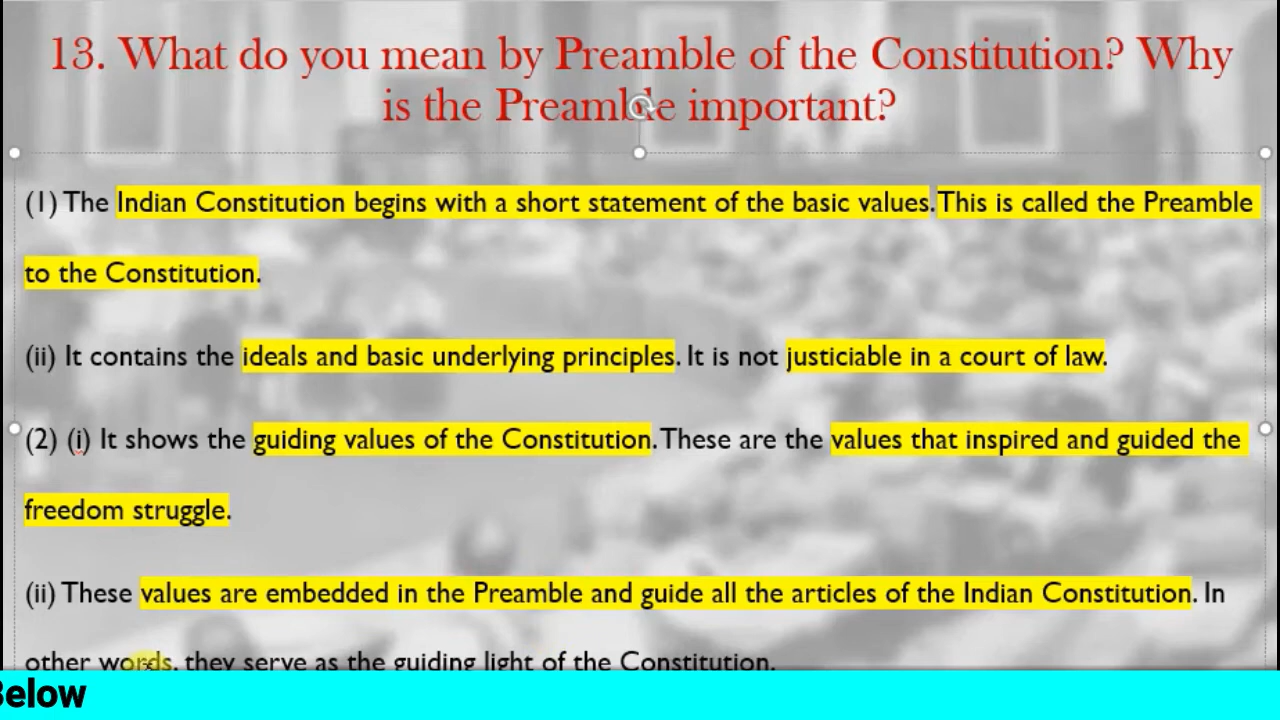 13. What do you mean by Preamble of the Constitution? Why
is the Preamble important?
(1) The Indian Constitution begins with a short statement of the basic values. This is called the Preamble
to the Constitution.
(ii) It contains the ideals and basic underlying principles. It is not justiciable in a court of law.
(2) (i) It shows the guiding values of the Constitution. These are the values that inspired and guided the
freedom struggle.
(ii) These values are embedded in the Preamble and guide all the articles of the Indian Constitution. In
other words, they serve as the guiding light of the Constitution.
Below